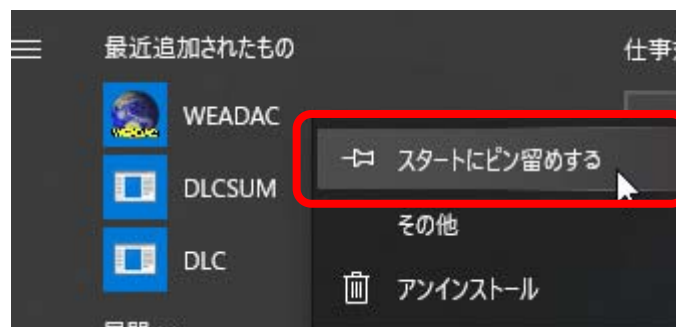 最近追加されたもの
仕事
WEADAC
WEADAC
スタートにピン留めする
DLCSUM
その他
DLC
アンインストール